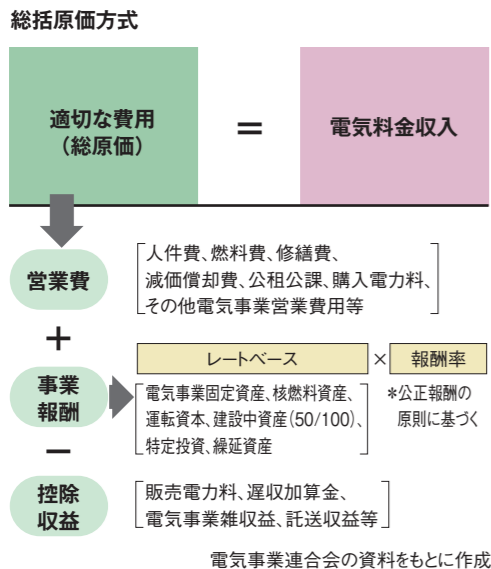 総括原価方式
適切な費用
（総原価）
＝
電気料金収入
営業費
人件費、燃料費、修繕費、
減価償却費、公租公課、購入電力料、
その他電気事業営業費用等
＋
レートベース × 報酬率
事業
報酬
電気事業固定資産、核燃料資産、
運転資本、建設中資産（50/100）、
特定投資、繰延資産
＊公正報酬の
原則に基づく
－
控除
収益
販売電力料、遅収加算金、
電気事業雑収益、託送収益等
電気事業連合会の資料をもとに作成